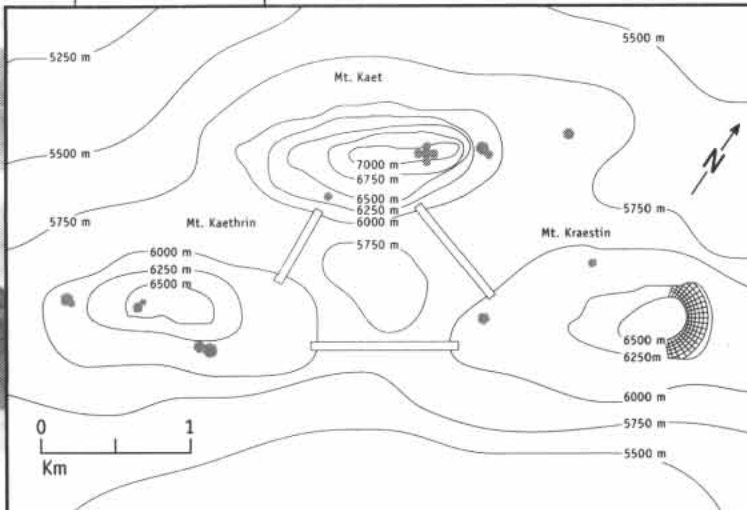 5250 m
5500 m
Mt. Kaet
5500 m
7000 m
6750 m
6500 m
6250 m
6000 m
N
5750 m
Mt. Kaethrin
5750 m
Mt. Kraestin
5750 m
6000 m
6250 m
6500 m
6500 m
6250m
6000 m
5750 m
5500 m
0 1
Km